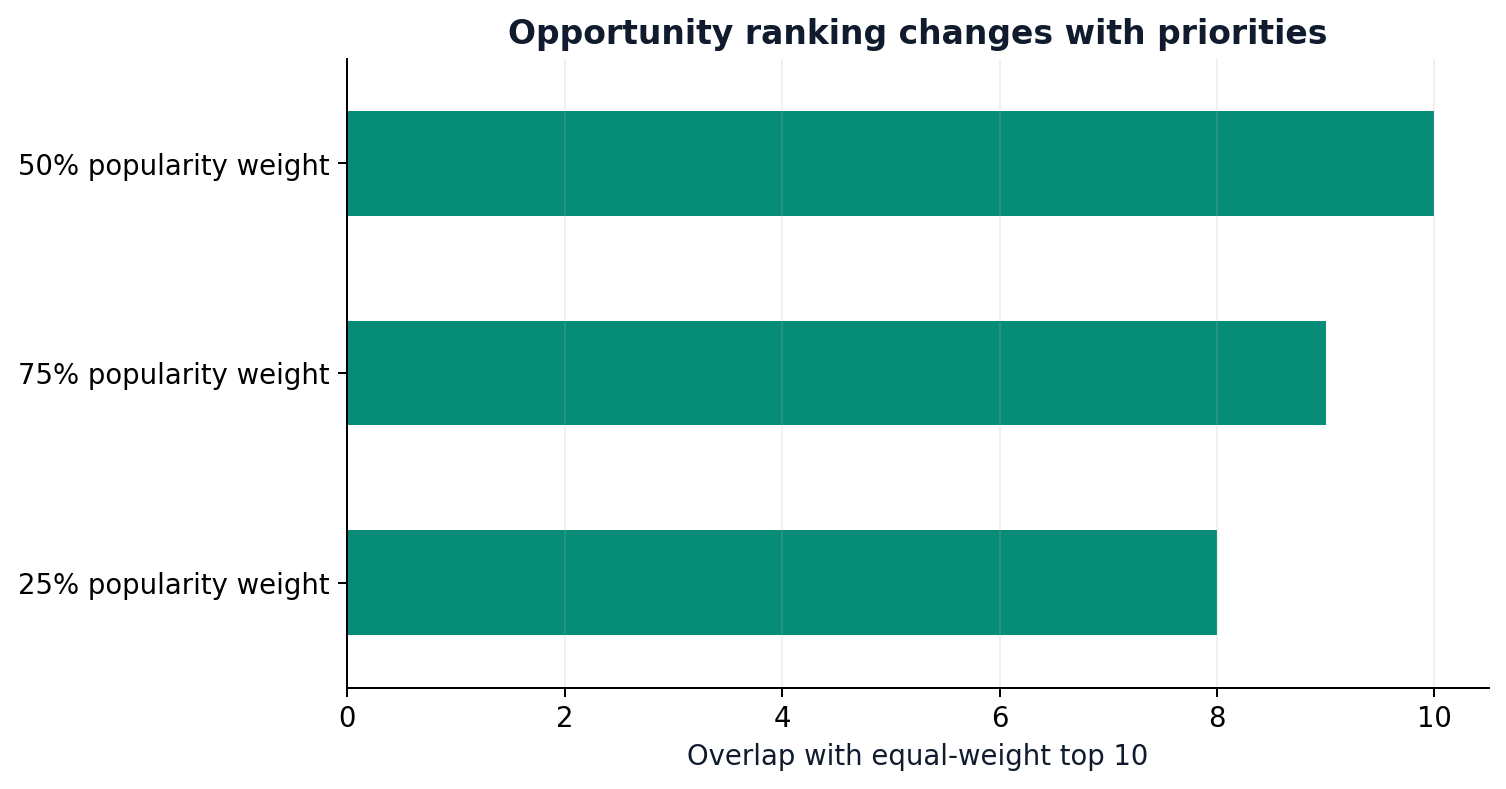 Opportunity ranking changes with priorities
50% popularity weight
75% popularity weight
25% popularity weight
0 2 4 6 8 10
Overlap with equal-weight top 10